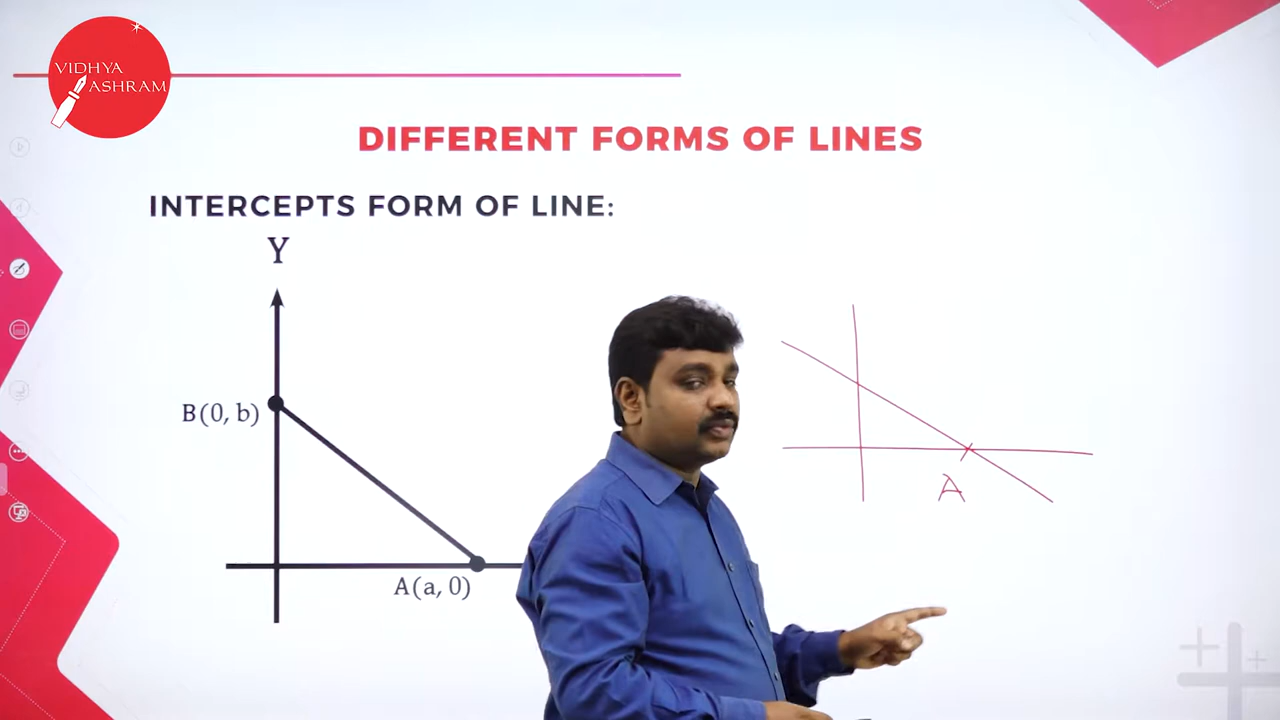 VIDHYA
ASHRAM
DIFFERENT FORMS OF LINES
INTERCEPTS FORM OF LINE:
Y
B(0, b)
A(a, 0)
A